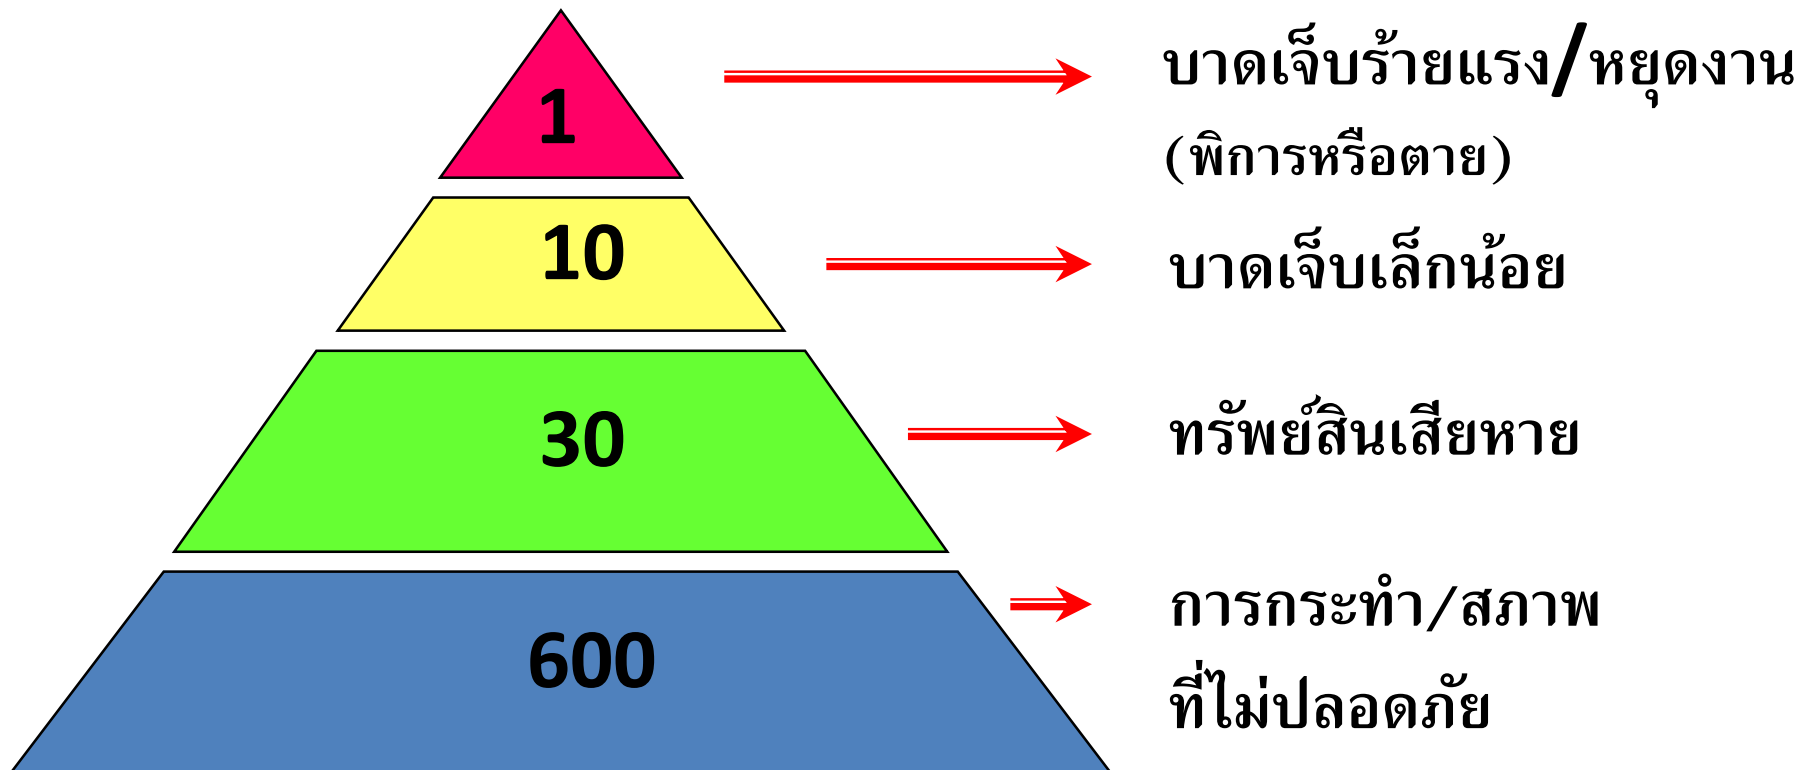 1
บาดเจ็บร้ายแรง/หยุดงาน
(พิการหรือตาย)
10
บาดเจ็บเล็กน้อย
30
ทรัพย์สินเสียหาย
600
การกระทำ/สภาพ
ที่ไม่ปลอดภัย